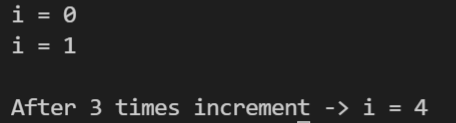 i = 0
i = 1
After 3 times increment -> i = 4